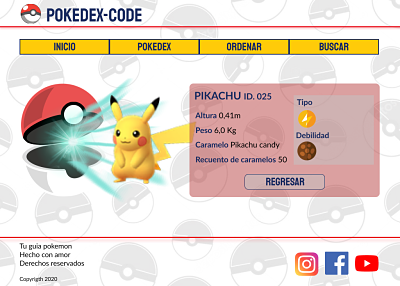 POKEDEX-CODE
INICIO
POKEDEX
ORDENAR
BUSCAR
PIKACHU ID. 025
Altura 0,41m
Peso 6,0 Kg
Caramelo Pikachu candy
Recuento de caramelos 50
Tipo
Debilidad
REGRESAR
Tu guia pokemon
Hecho con amor
Derechos reservados
Copyrigth 2020